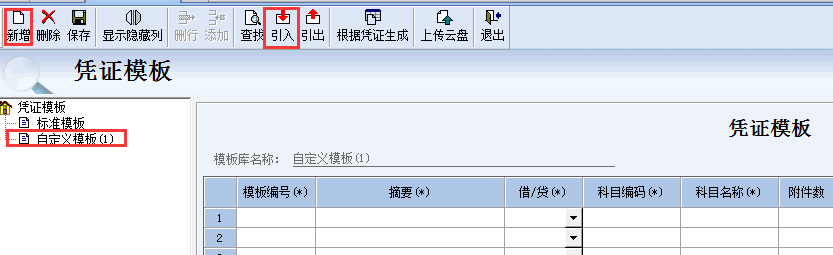 新增 删除 保存 显示隐藏列 删行 添加 查找 引入 引出 根据凭证生成 上传云盘 退出
凭证模板
凭证模板
标准模板
自定义模板(1)
凭证模板
模板库名称: 自定义模板(1)
模板编号(*) 摘要(*) 借/贷(*) 科目编码(*) 科目名称(*) 附件数
1
2